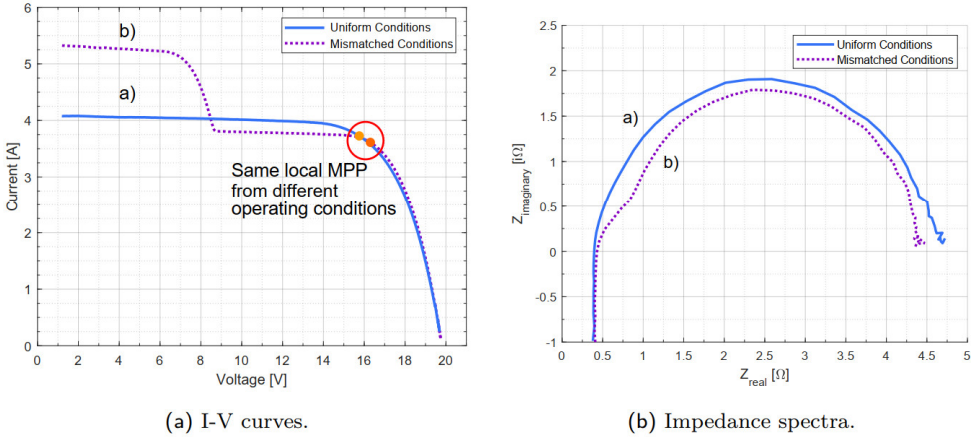 Uniform Conditions
Mismatched Conditions
b)
a)
Same local MPP
from different
operating conditions
Current [A]
6
5
4
3
2
1
0
0 2 4 6 8 10 12 14 16 18 20
Voltage [V]
(a) I-V curves.
Uniform Conditions
Mismatched Conditions
a)
b)
Z_imaginary [iΩ]
2.5
2
1.5
1
0.5
0
-0.5
-1
0 0.5 1 1.5 2 2.5 3 3.5 4 4.5 5
Z_real [Ω]
(b) Impedance spectra.